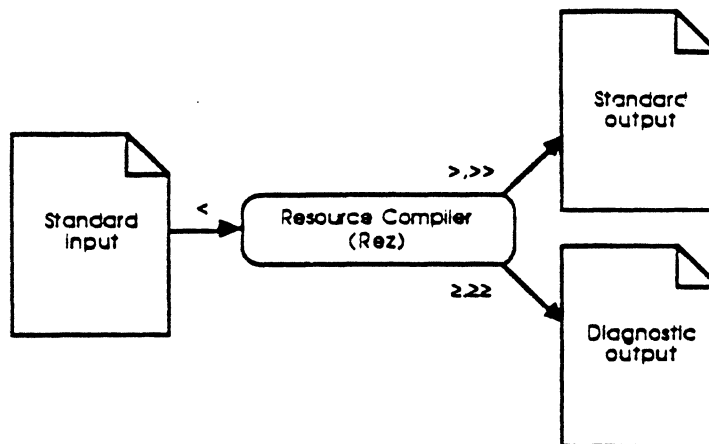 Standard
output
>,>>
Standard
input
<
Resource Compiler
(Rez)
≥,≥≥
Diagnostic
output